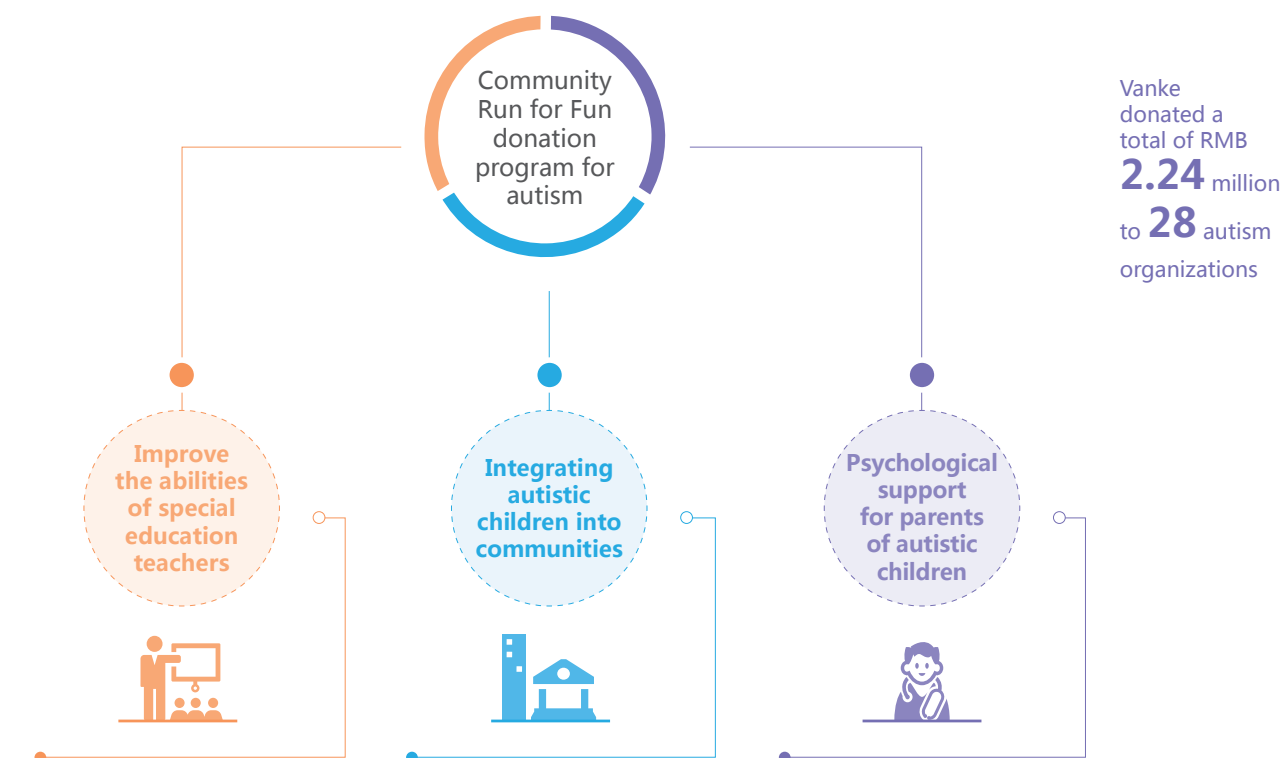 Community
Run for Fun
donation
program for
autism
Vanke
donated a
total of RMB
2.24 million
to 28 autism
organizations
Improve
the abilities
of special
education
teachers
Integrating
autistic
children into
communities
Psychological
support
for parents
of autistic
children